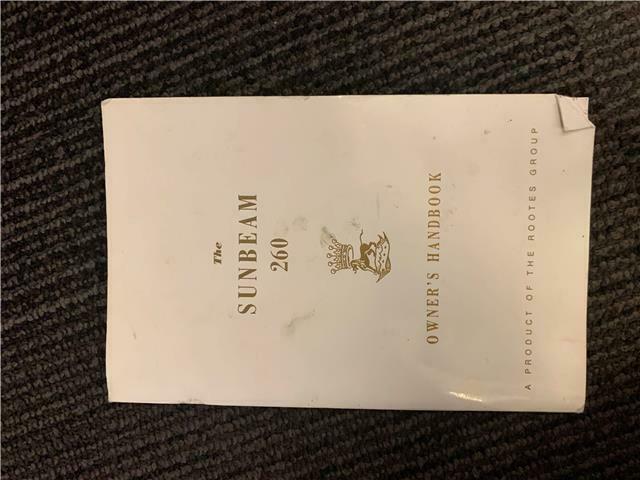 The
SUNBEAM
260
OWNER'S HANDBOOK
A PRODUCT OF THE ROOTES GROUP